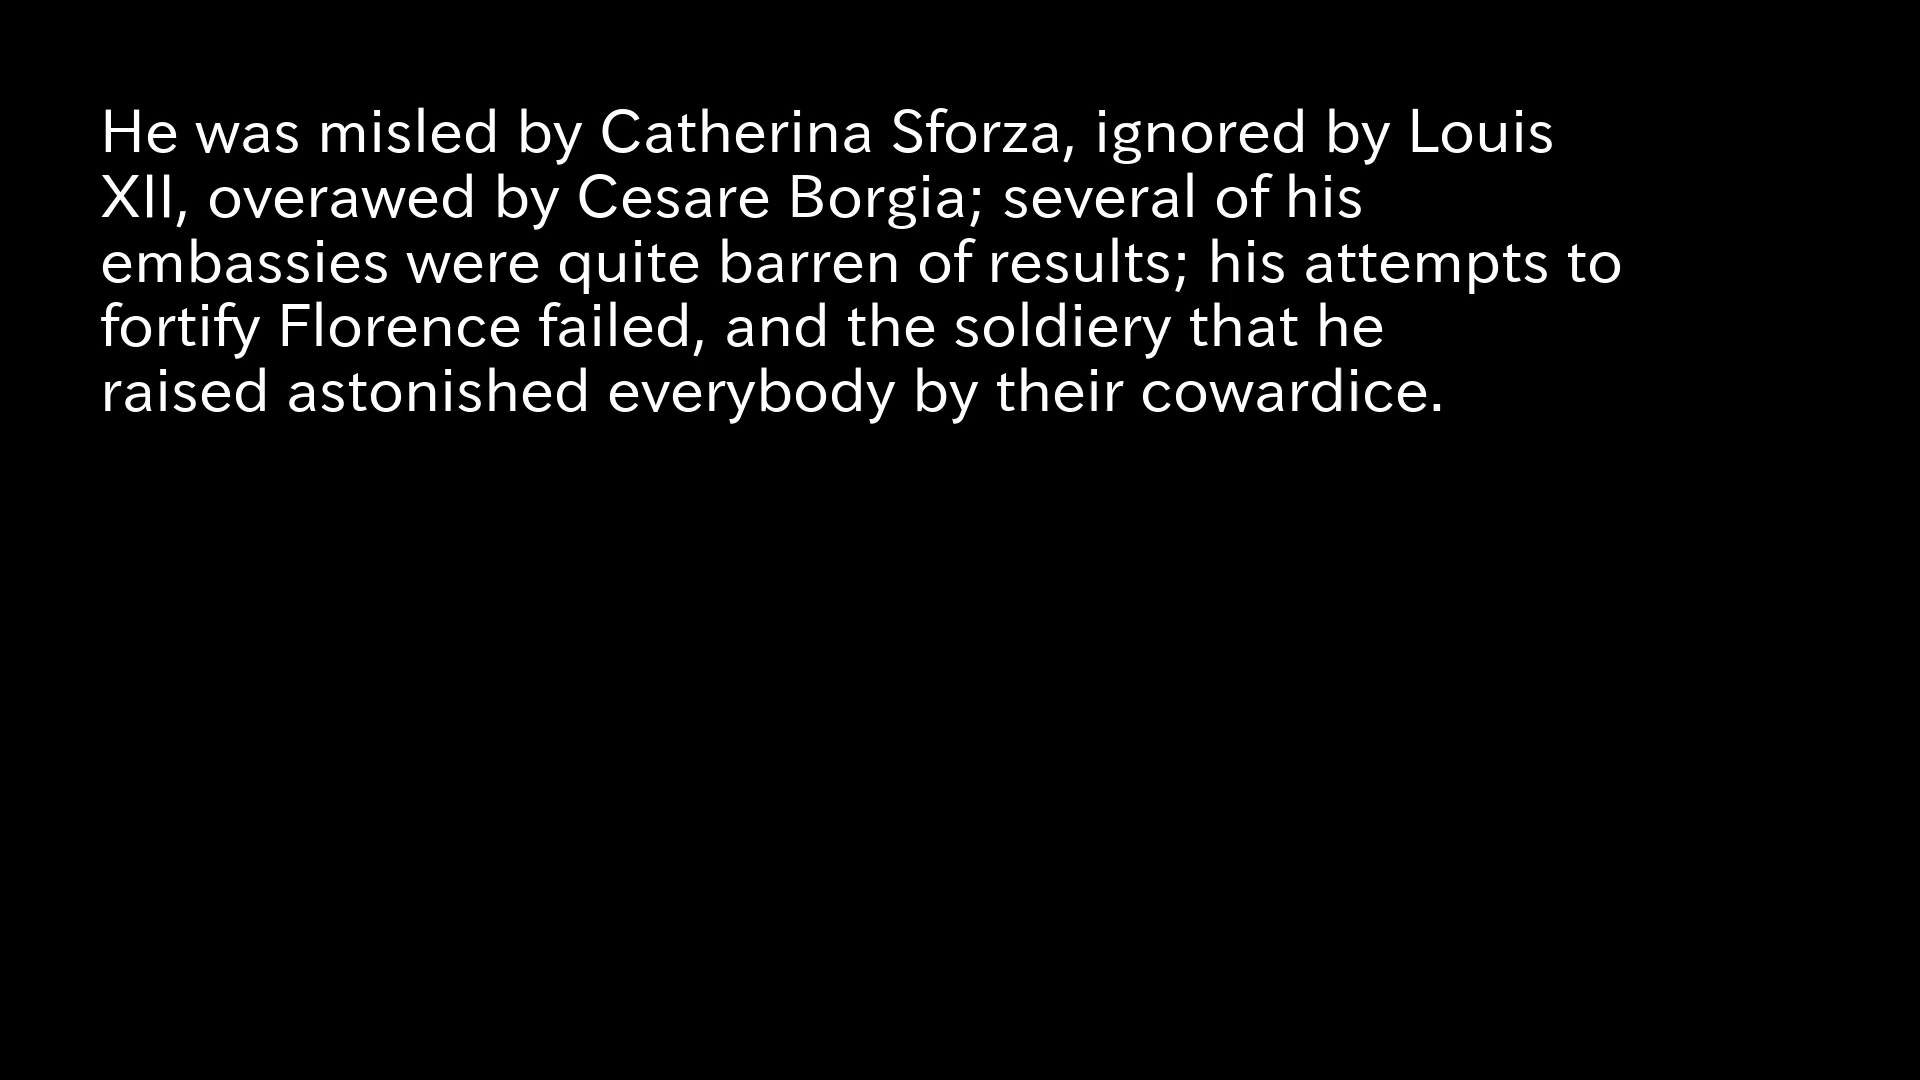 He was misled by Catherina Sforza, ignored by Louis
XII, overawed by Cesare Borgia; several of his
embassies were quite barren of results; his attempts to
fortify Florence failed, and the soldiery that he
raised astonished everybody by their cowardice.